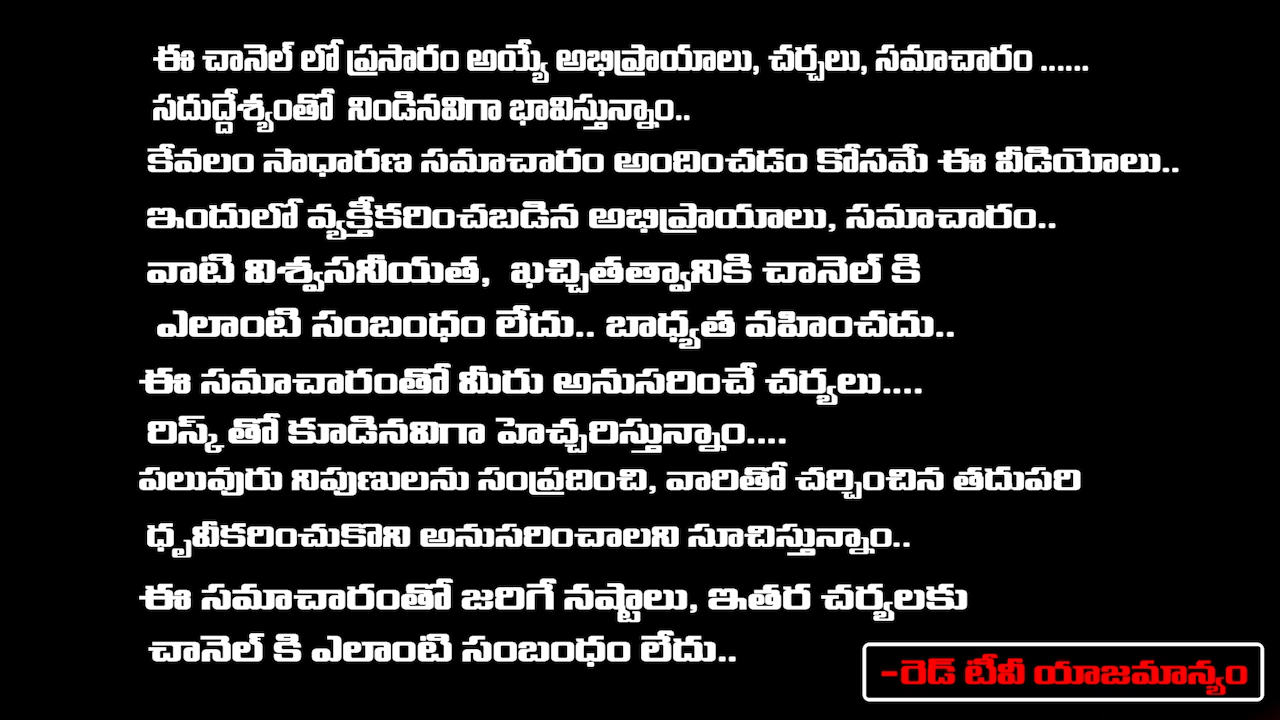 ఈ చానెల్ లో ప్రసారం అయ్యే అభిప్రాయాలు, చర్చలు, సమాచారం ......
సదుద్దేశ్యంతో నిండినవిగా భావిస్తున్నాం..
కేవలం సాధారణ సమాచారం అందించడం కోసమే ఈ వీడియోలు..
ఇందులో వ్యక్తీకరించబడిన అభిప్రాయాలు, సమాచారం..
వాటి విశ్వసనీయత, ఖచ్చితత్వానికి చానెల్ కి
ఎలాంటి సంబంధం లేదు.. బాధ్యత వహించదు..
ఈ సమాచారంతో మీరు అనుసరించే చర్యలు....
రిస్క్ తో కూడినవిగా హెచ్చరిస్తున్నాం....
పలువురు నిపుణులను సంప్రదించి, వారితో చర్చించిన తదుపరి
ధృవీకరించుకొని అనుసరించాలని సూచిస్తున్నాం..
ఈ సమాచారంతో జరిగే నష్టాలు, ఇతర చర్యలకు
చానెల్ కి ఎలాంటి సంబంధం లేదు..
-రెడ్ టీవీ యాజమాన్యం